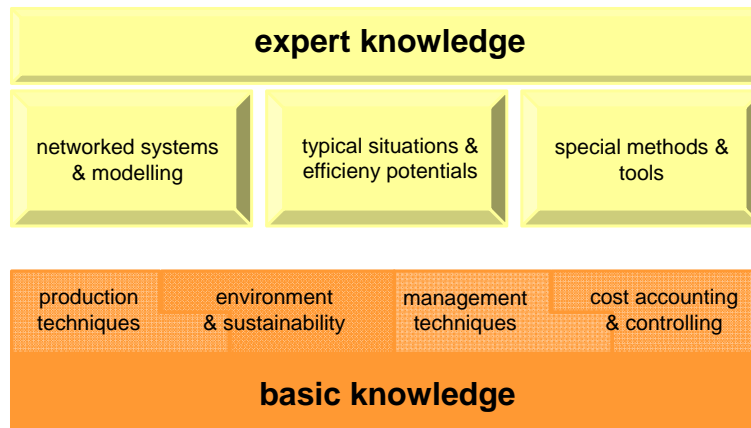 expert knowledge
networked systems
& modelling
typical situations &
efficieny potentials
special methods &
tools
production
techniques
environment
& sustainability
management
techniques
cost accounting
& controlling
basic knowledge